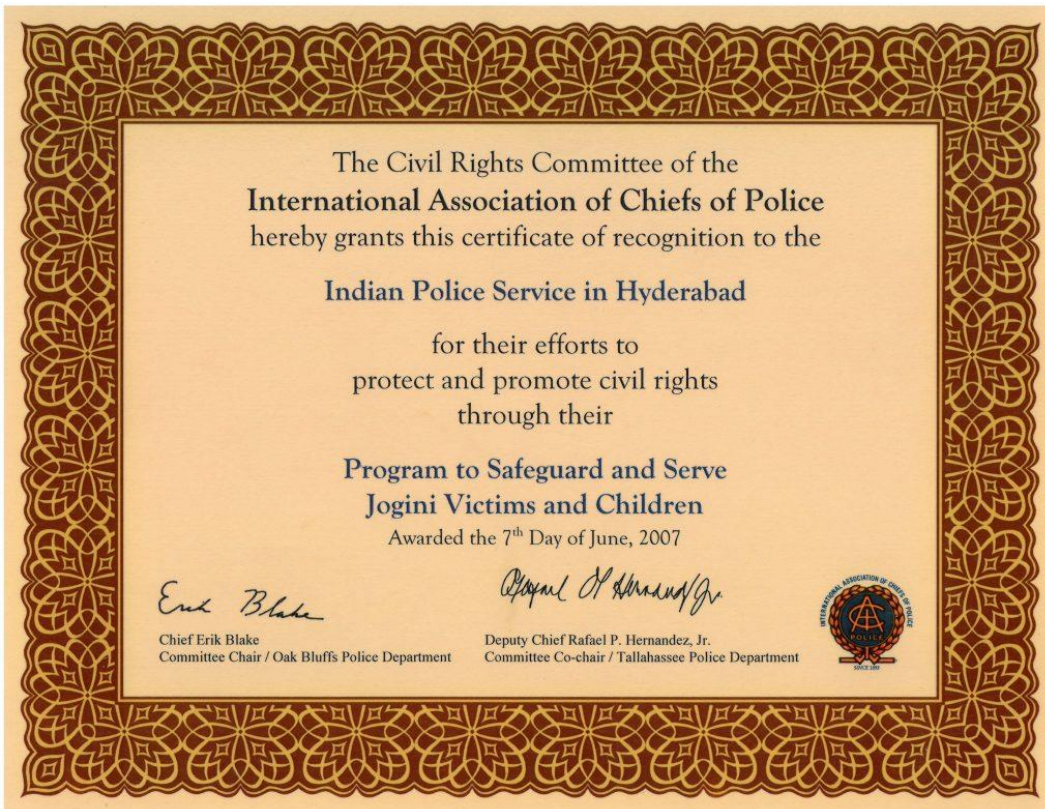 The Civil Rights Committee of the
International Association of Chiefs of Police
hereby grants this certificate of recognition to the
Indian Police Service in Hyderabad
for their efforts to
protect and promote civil rights
through their
Program to Safeguard and Serve
Jogini Victims and Children
Awarded the 7th Day of June, 2007
Erik Blake
Chief Erik Blake
Committee Chair / Oak Bluffs Police Department
Deputy Chief Rafael P. Hernandez, Jr.
Committee Co-chair / Tallahassee Police Department
INTERNATIONAL ASSOCIATION OF CHIEFS OF POLICE
POLICE